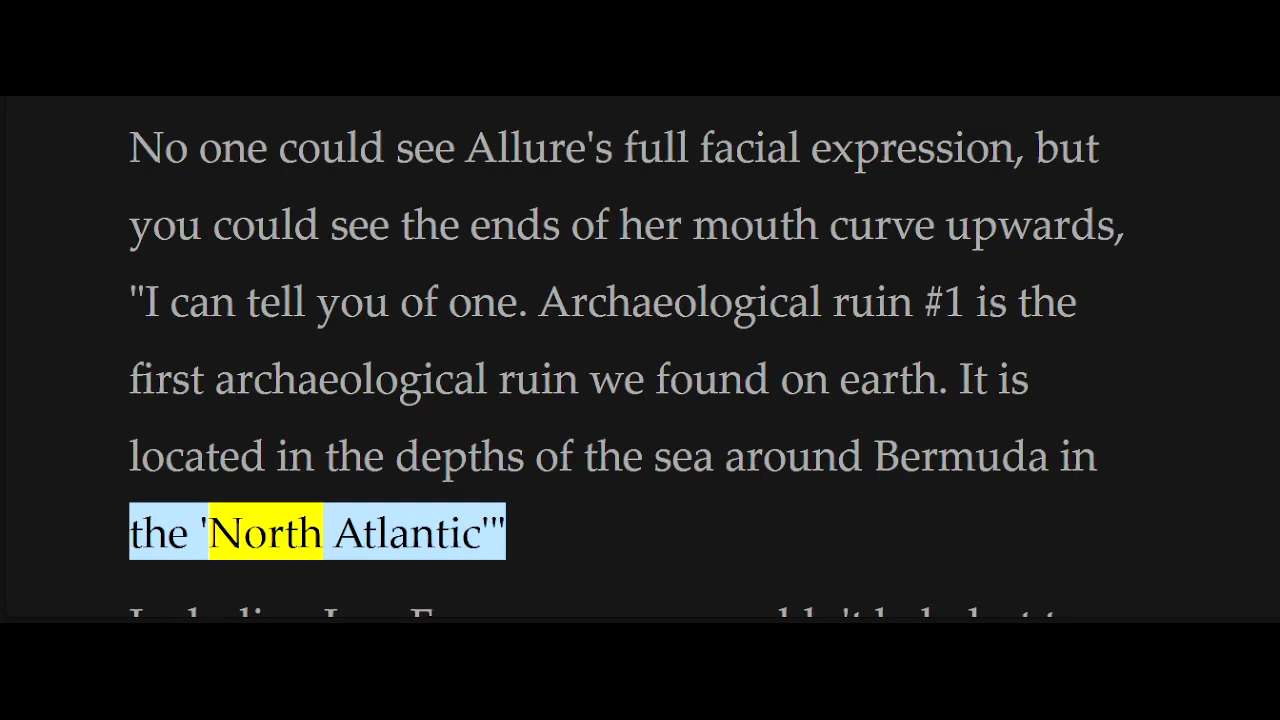 No one could see Allure's full facial expression, but
you could see the ends of her mouth curve upwards,
"I can tell you of one. Archaeological ruin #1 is the
first archaeological ruin we found on earth. It is
located in the depths of the sea around Bermuda in
the 'North Atlantic'"